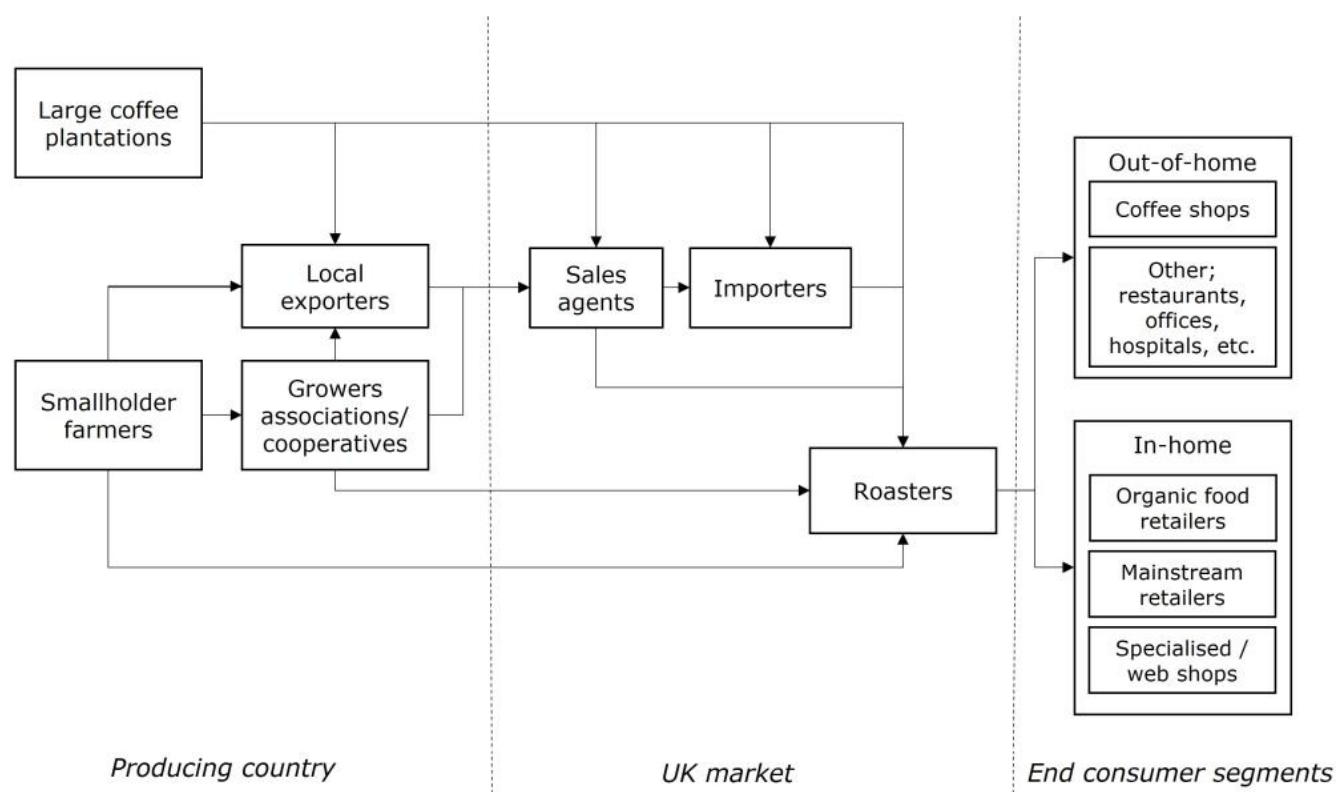 Large coffee
plantations
Local
exporters
Smallholder
farmers
Growers
associations/
cooperatives
Sales
agents
Importers
Roasters
Out-of-home
Coffee shops
Other;
restaurants,
offices,
hospitals, etc.
In-home
Organic food
retailers
Mainstream
retailers
Specialised /
web shops
Producing country
UK market
End consumer segments